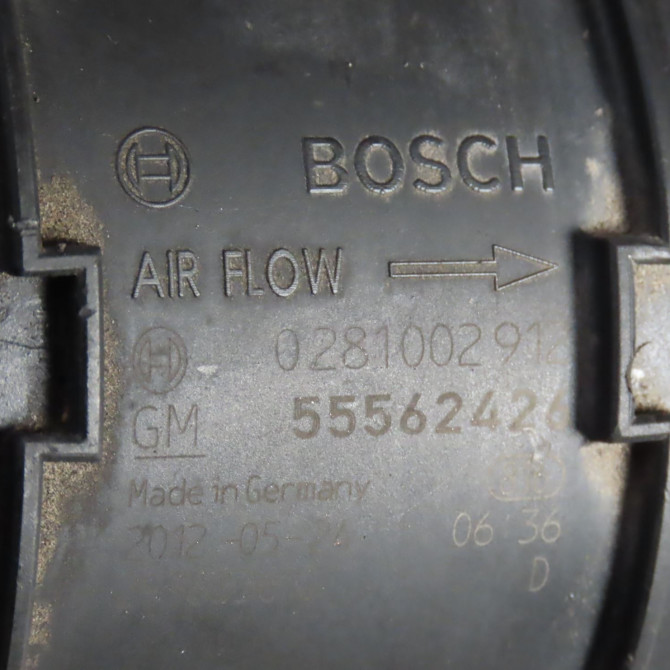 BOSCH
AIR FLOW
0281002912
GM 55562426
Made in Germany
2012-05-24
06 36
D